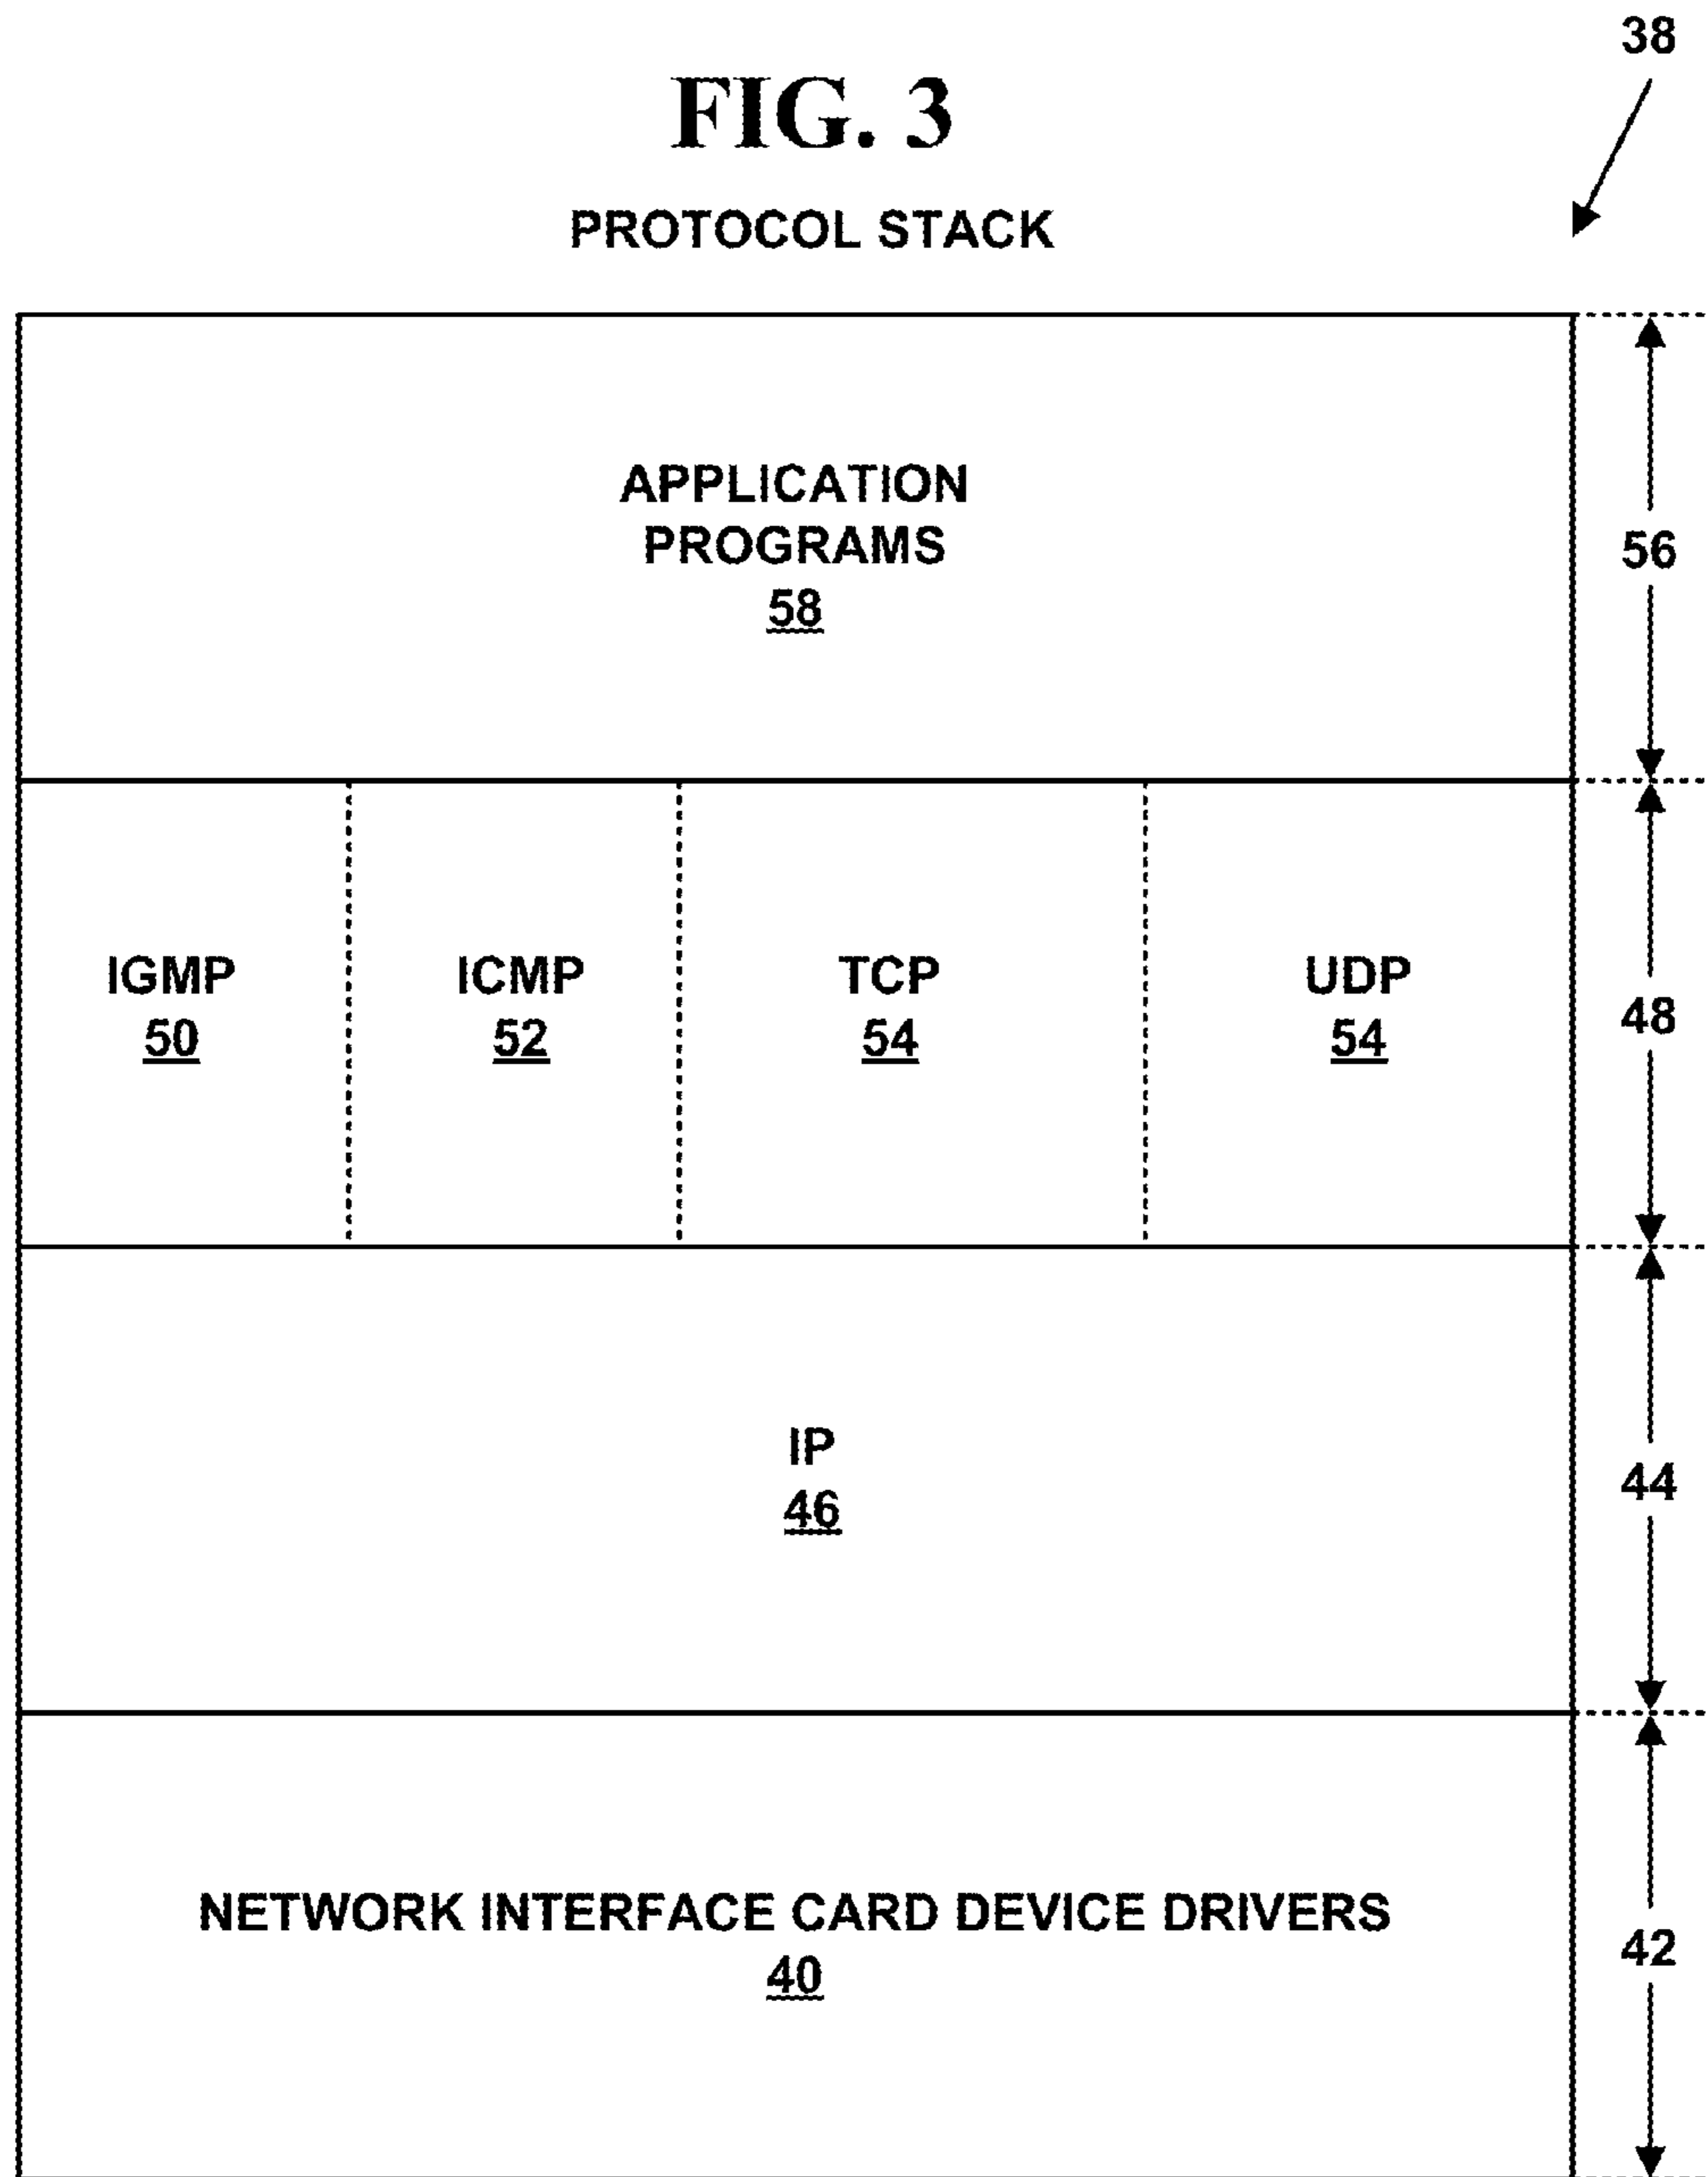 38
FIG. 3
PROTOCOL STACK
APPLICATION
PROGRAMS
58
56
IGMP
50
ICMP
52
TCP
54
UDP
54
48
IP
46
44
NETWORK INTERFACE CARD DEVICE DRIVERS
40
42